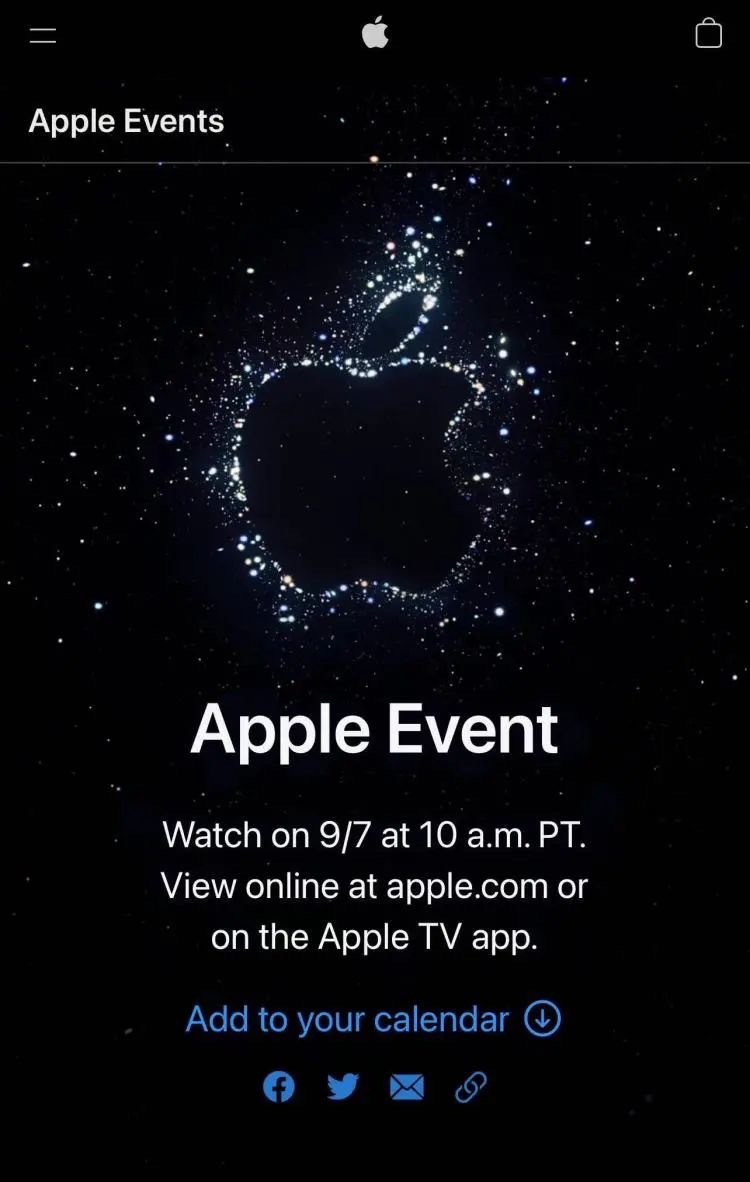 Apple Events
Apple Event
Watch on 9/7 at 10 a.m. PT.
View online at apple.com or
on the Apple TV app.
Add to your calendar